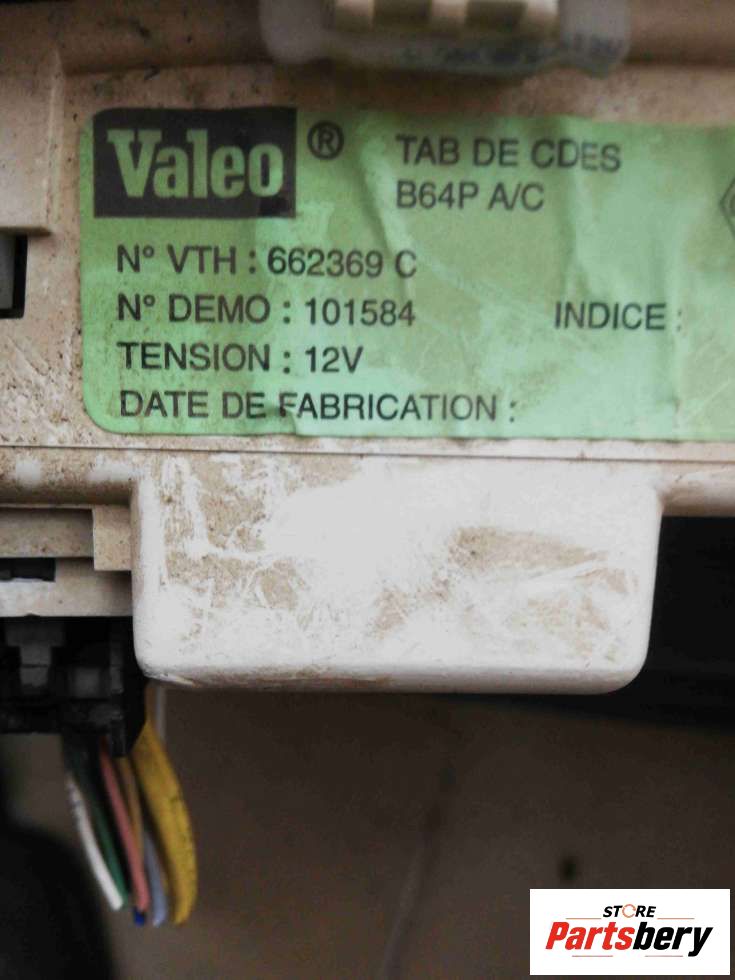 Valeo ® TAB DE CDES
B64P A/C
N° VTH : 662369 C
N° DEMO : 101584 INDICE :
TENSION : 12V
DATE DE FABRICATION :
STORE
Partsbery